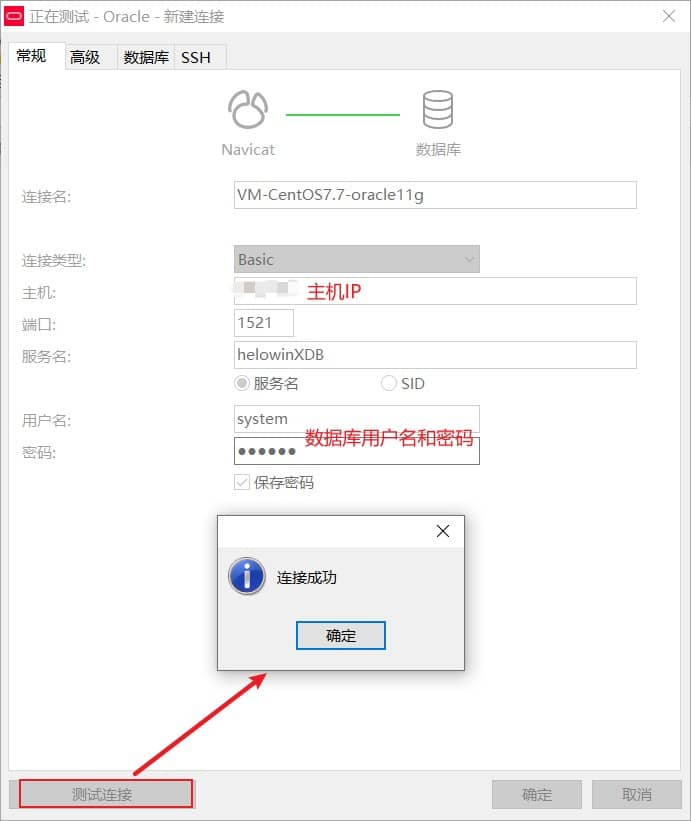 正在测试 - Oracle - 新建连接
常规 高级 数据库 SSH
Navicat 数据库
连接名: VM-CentOS7.7-oracle11g
连接类型: Basic
主机: 主机IP
端口: 1521
服务名: helowinXDB
服务名 SID
用户名: system
数据库用户名和密码
密码: ●●●●●●
保存密码
连接成功
确定
测试连接 确定 取消